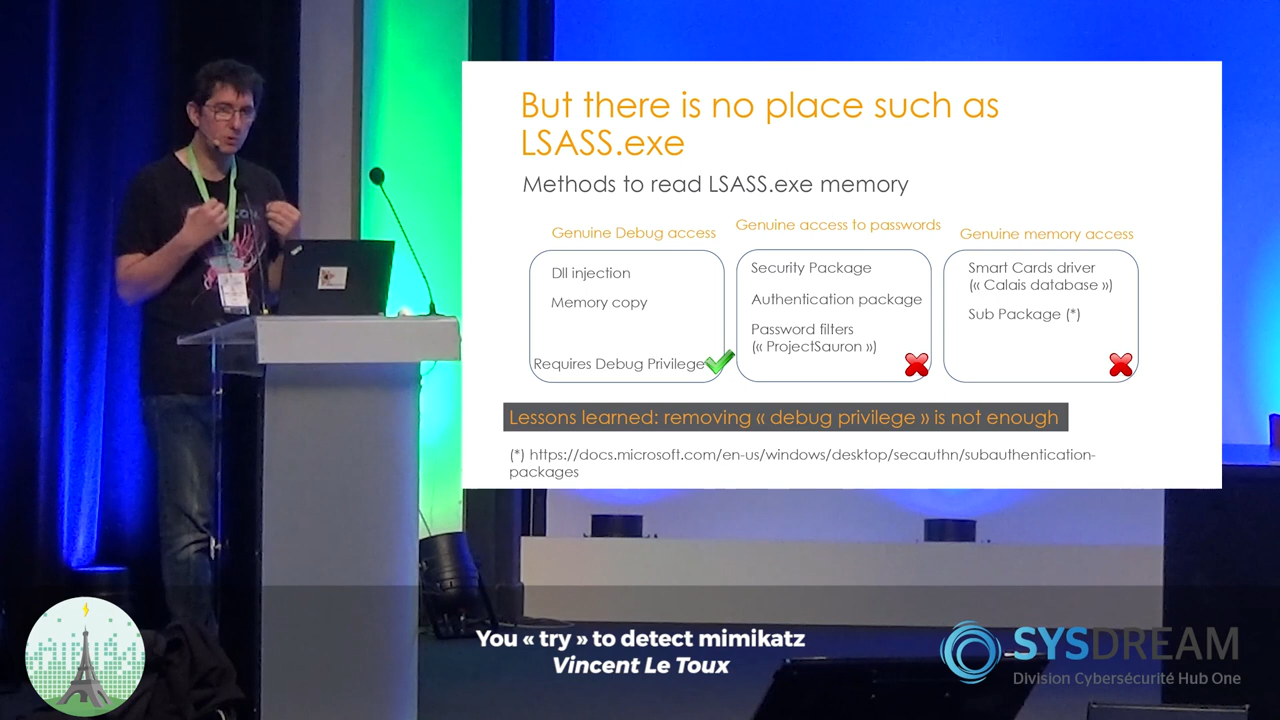 But there is no place such as
LSASS.exe
Methods to read LSASS.exe memory
Genuine Debug access
Dll injection
Memory copy
Requires Debug Privilege
Genuine access to passwords
Security Package
Authentication package
Password filters
(« ProjectSauron »)
Genuine memory access
Smart Cards driver
(« Calais database »)
Sub Package (*)
Lessons learned: removing « debug privilege » is not enough
(*) https://docs.microsoft.com/en-us/windows/desktop/secauthn/subauthentication-
packages
You « try » to detect mimikatz
Vincent Le Toux
SYSDREAM
Division Cybersécurité Hub One